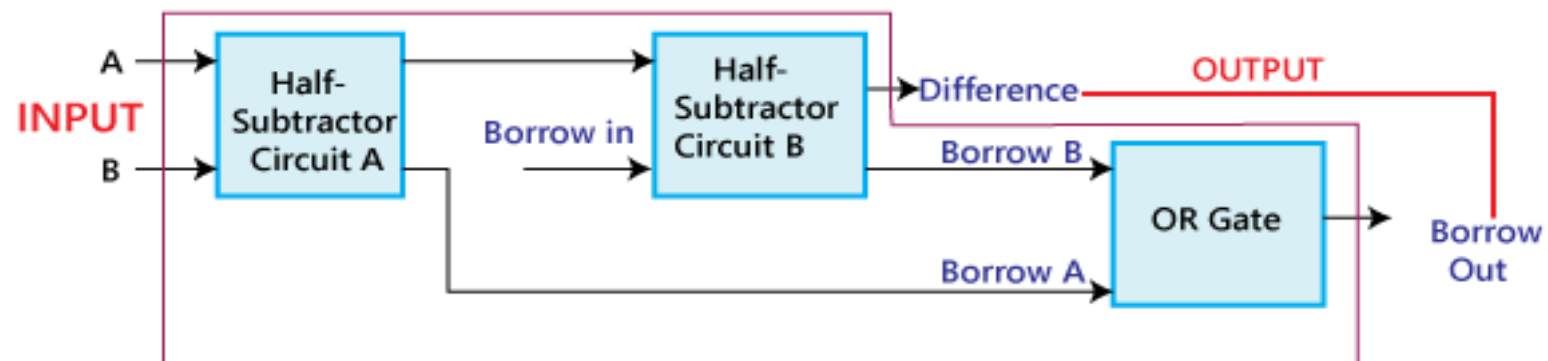 A
INPUT
B
Half-
Subtractor
Circuit A
Borrow in
Half-
Subtractor
Circuit B
Difference
OUTPUT
Borrow B
Borrow A
OR Gate
Borrow
Out